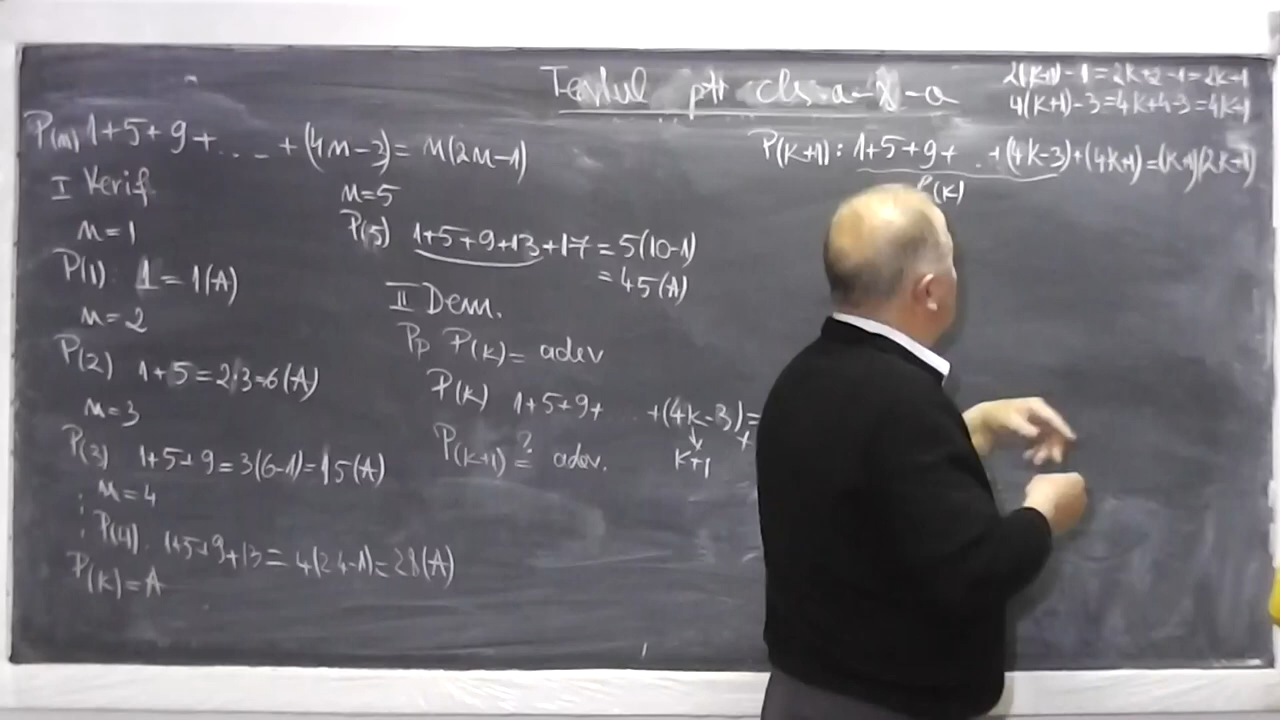 Testul ptr cls. a-X-a
2(k+1)-1=2k+2-1=2k+1
4(k+1)-3=4k+4-3=4k+1
P(n) 1+5+9+....+(4n-3)=n(2n-1)
I Verif.
n=1
P(1). 1=1(A)
n=2
P(2) 1+5=2·3=6(A)
n=3
P(3) 1+5+9=3(6-1)=15(A)
: n=4
: P(4). 1+5+9+13=4(2·4-1)=28(A)
P(k)=A
n=5
P(5) 1+5+9+13+17=5(10-1)
=45(A)
II Dem.
Pp P(k)= adev
P(k) 1+5+9+ .. +(4k-3)=
P(k+1)=? adev.
↓
k+1
P(k+1): 1+5+9+ ..+(4k-3)+(4k+1)=(k+1)(2k+1)
P(k)